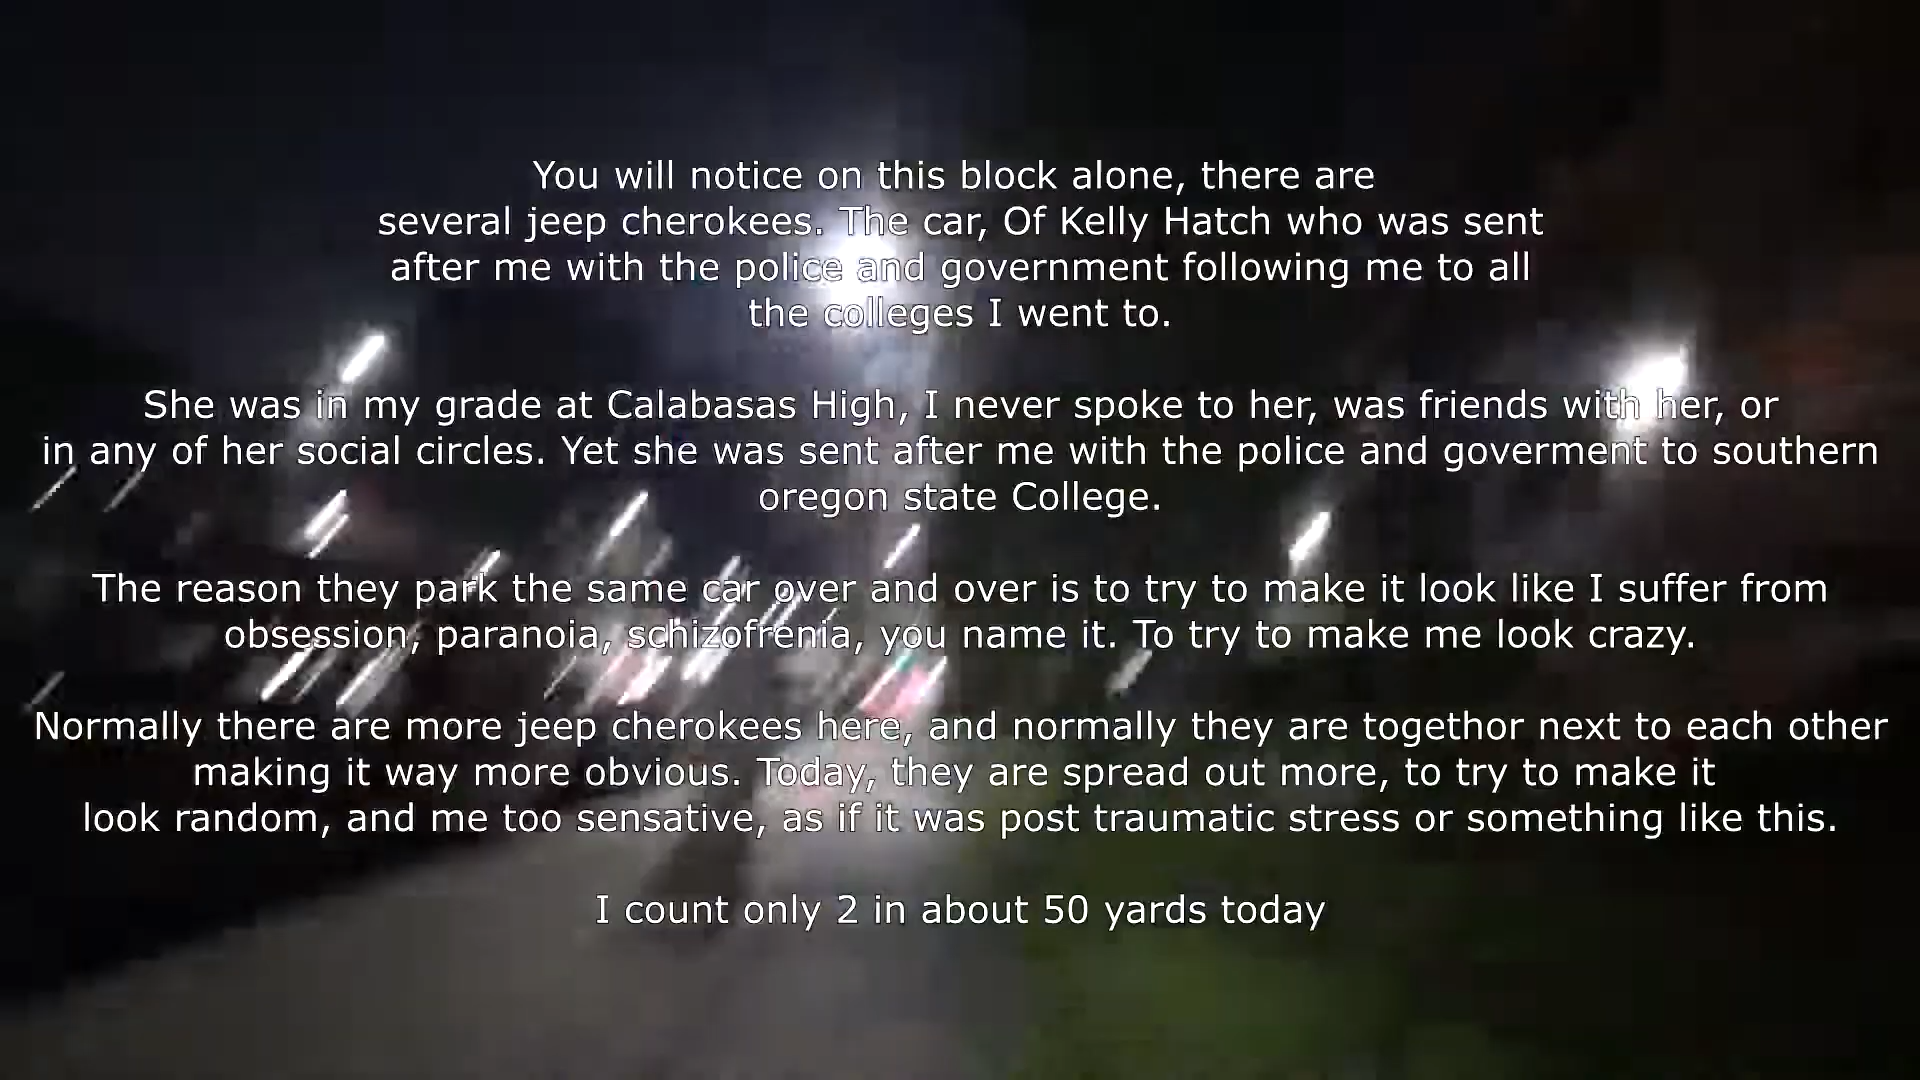 You will notice on this block alone, there are
several jeep cherokees. The car, Of Kelly Hatch who was sent
after me with the police and government following me to all
the colleges I went to.
She was in my grade at Calabasas High, I never spoke to her, was friends with her, or
in any of her social circles. Yet she was sent after me with the police and goverment to southern
oregon state College.
The reason they park the same car over and over is to try to make it look like I suffer from
obsession, paranoia, schizofrenia, you name it. To try to make me look crazy.
Normally there are more jeep cherokees here, and normally they are togethor next to each other
making it way more obvious. Today, they are spread out more, to try to make it
look random, and me too sensative, as if it was post traumatic stress or something like this.
I count only 2 in about 50 yards today